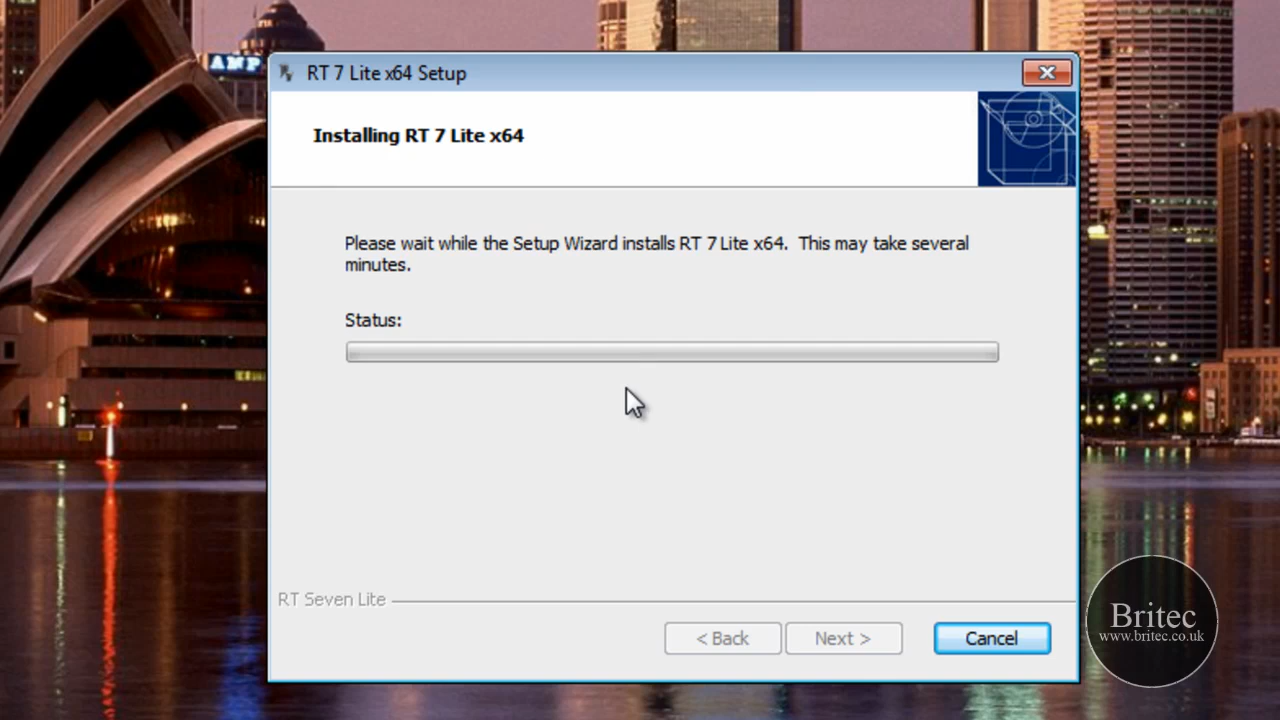 AMP
RT 7 Lite x64 Setup
Installing RT 7 Lite x64
Please wait while the Setup Wizard installs RT 7 Lite x64. This may take several
minutes.
Status:
RT Seven Lite
< Back
Next >
Cancel
Britec
www.britec.co.uk